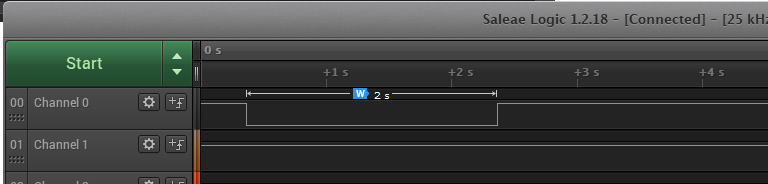 Saleae Logic 1.2.18 - [Connected] - [25 kHz
Start
0 s
+1 s +2 s +3 s +4 s
00 Channel 0
W 2 s
01 Channel 1